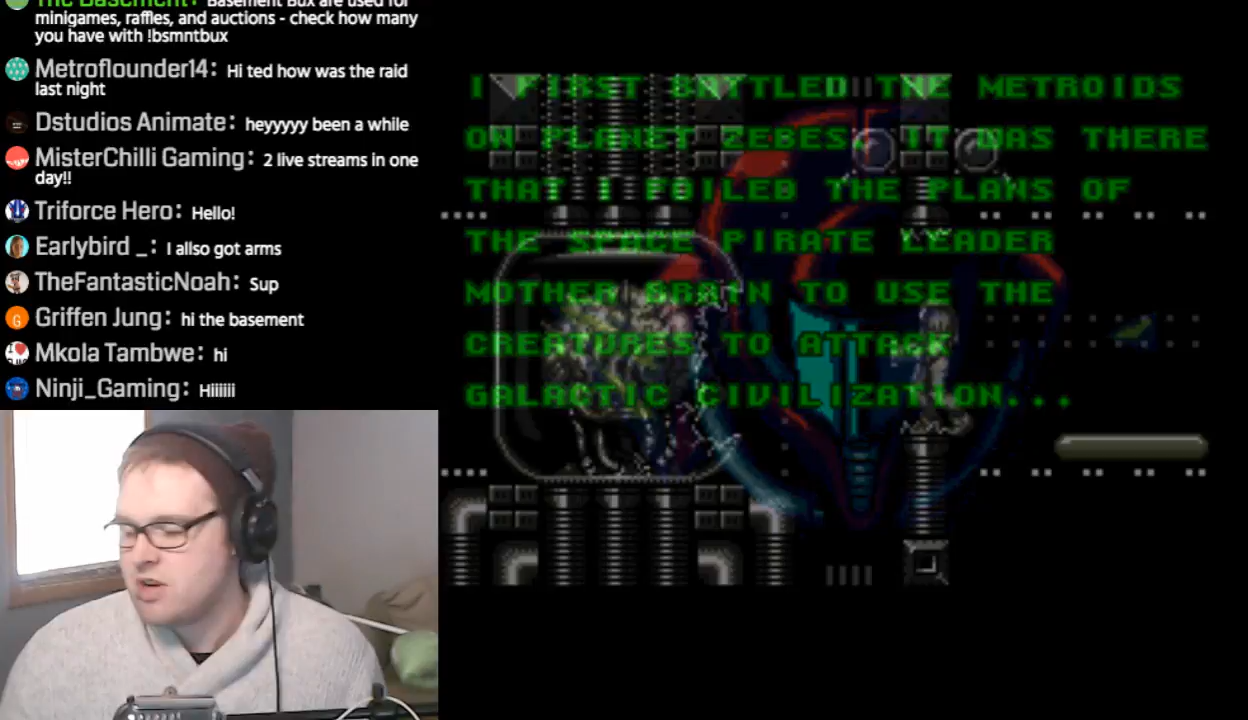 The Basement: Basement Bux are used for
minigames, raffles, and auctions - check how many
you have with !bsmntbux
Metroflounder14: Hi ted how was the raid
last night
Dstudios Animate: heyyyyy been a while
MisterChilli Gaming: 2 live streams in one
day!!
Triforce Hero: Hello!
Earlybird _: I allso got arms
TheFantasticNoah: Sup
Griffen Jung: hi the basement
Mkola Tambwe: hi
Ninji_Gaming: Hiiiiii
I FIRST BATTLED THE METROIDS
ON PLANET ZEBES. IT WAS THERE
THAT I FOILED THE PLANS OF
THE SPACE PIRATE LEADER
MOTHER BRAIN TO USE THE
CREATURES TO ATTACK
GALACTIC CIVILIZATION...